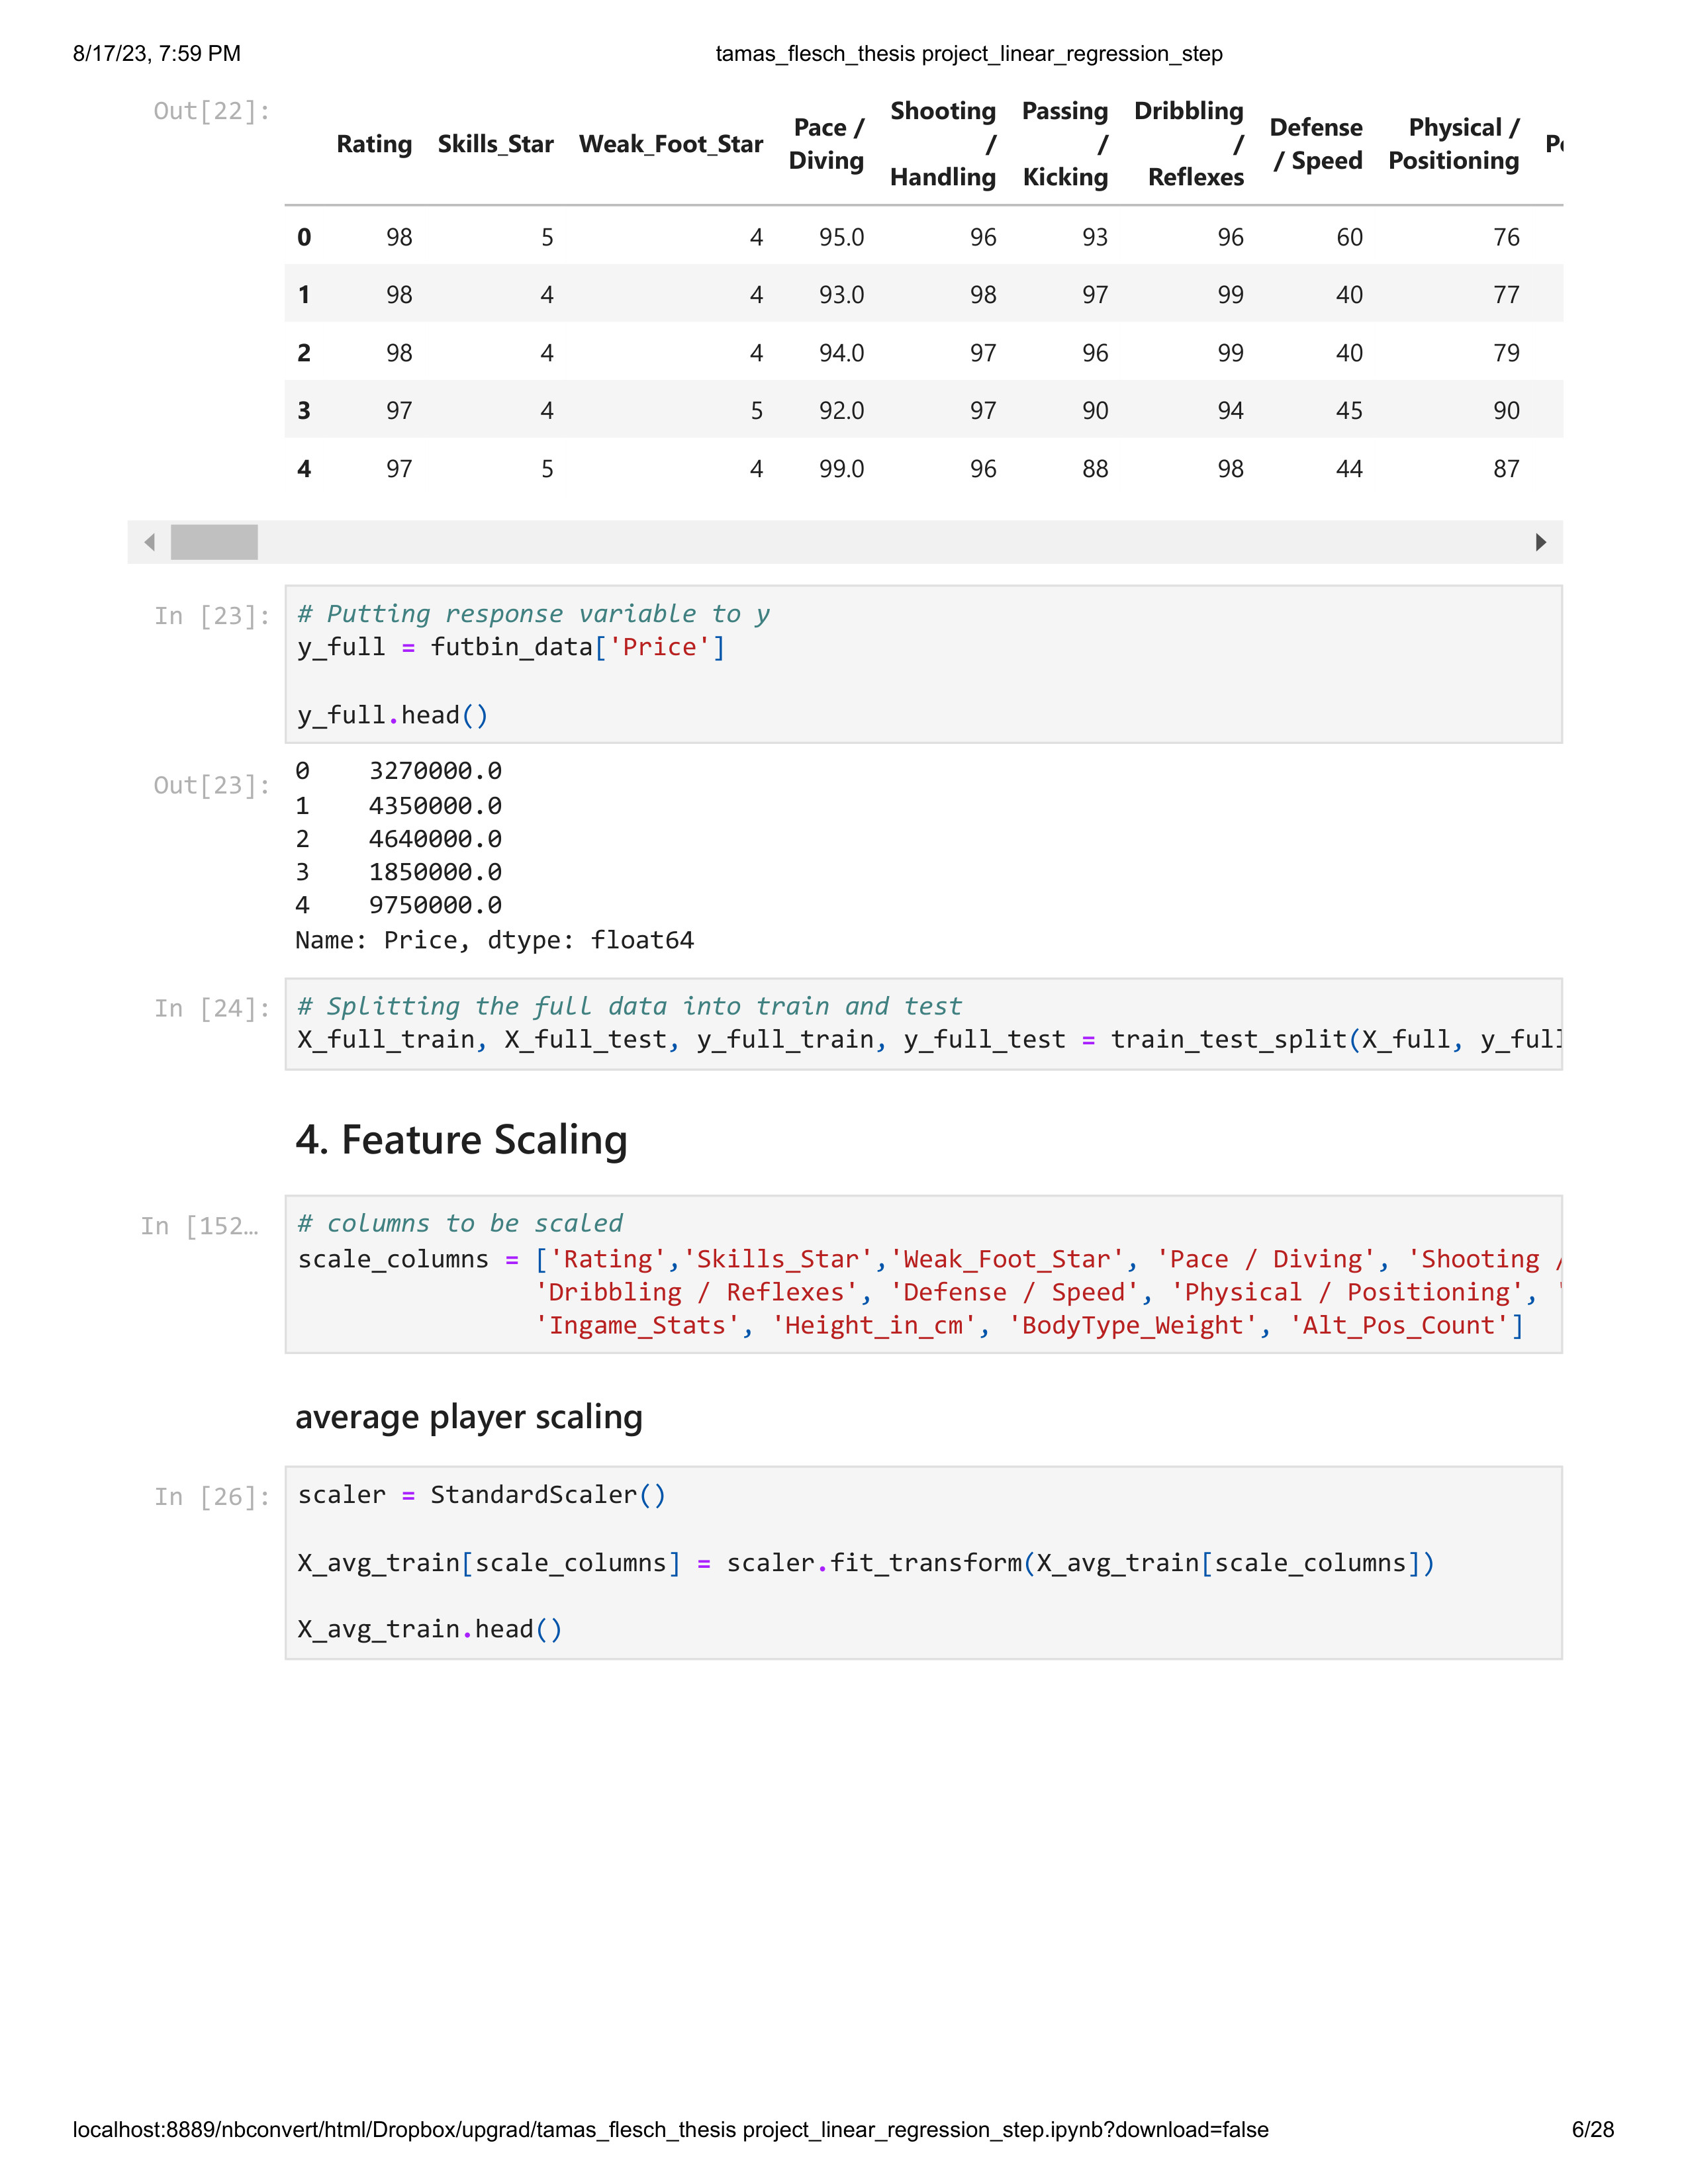 8/17/23, 7:59 PM tamas_flesch_thesis project_linear_regression_step
Out[22]:
Rating Skills_Star Weak_Foot_Star Pace / Diving Shooting / Handling Passing / Kicking Dribbling / Reflexes Defense / Speed Physical / Positioning
0 98 5 4 95.0 96 93 96 60 76
1 98 4 4 93.0 98 97 99 40 77
2 98 4 4 94.0 97 96 99 40 79
3 97 4 5 92.0 97 90 94 45 90
4 97 5 4 99.0 96 88 98 44 87
In [23]:
# Putting response variable to y
y_full = futbin_data['Price']
y_full.head()
Out[23]:
0 3270000.0
1 4350000.0
2 4640000.0
3 1850000.0
4 9750000.0
Name: Price, dtype: float64
In [24]:
# Splitting the full data into train and test
X_full_train, X_full_test, y_full_train, y_full_test = train_test_split(X_full, y_full
4. Feature Scaling
In [152…
# columns to be scaled
scale_columns = ['Rating','Skills_Star','Weak_Foot_Star', 'Pace / Diving', 'Shooting /
'Dribbling / Reflexes', 'Defense / Speed', 'Physical / Positioning', '
'Ingame_Stats', 'Height_in_cm', 'BodyType_Weight', 'Alt_Pos_Count']
average player scaling
In [26]:
scaler = StandardScaler()
X_avg_train[scale_columns] = scaler.fit_transform(X_avg_train[scale_columns])
X_avg_train.head()
localhost:8889/nbconvert/html/Dropbox/upgrad/tamas_flesch_thesis project_linear_regression_step.ipynb?download=false 6/28